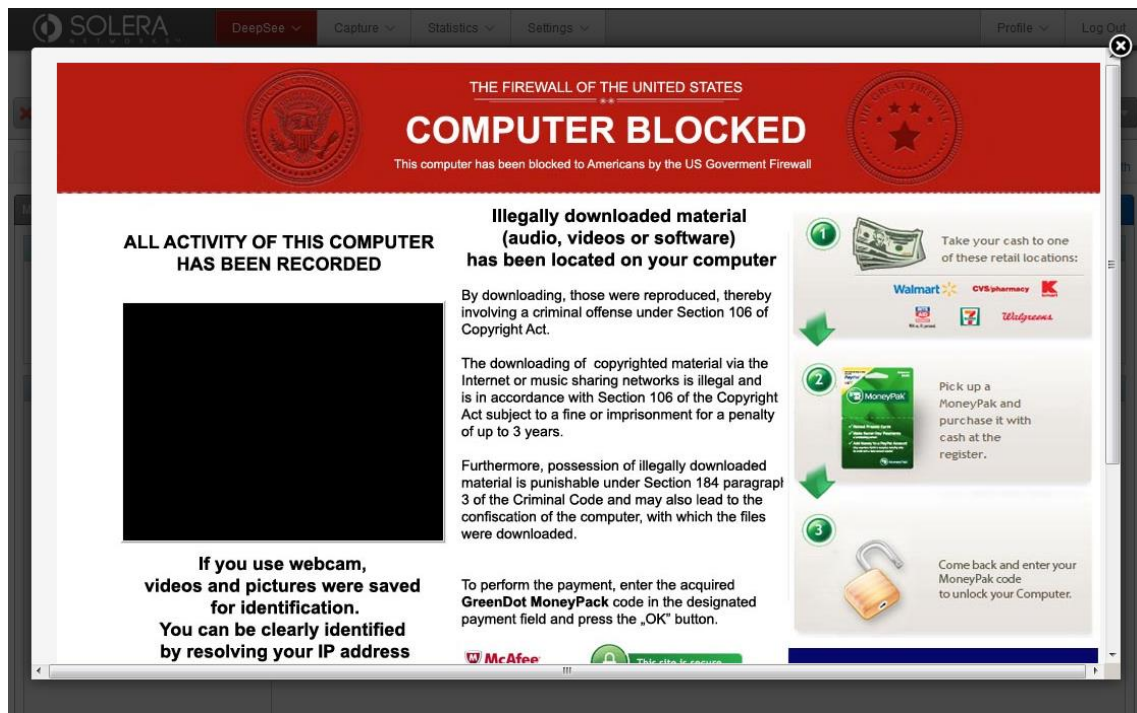 SOLERA
NETWORKS
DeepSee
Capture
Statistics
Settings
Profile
Log Out
THE FIREWALL OF THE UNITED STATES
COMPUTER BLOCKED
This computer has been blocked to Americans by the US Goverment Firewall
ALL ACTIVITY OF THIS COMPUTER
HAS BEEN RECORDED
If you use webcam,
videos and pictures were saved
for identification.
You can be clearly identified
by resolving your IP address
Illegally downloaded material
(audio, videos or software)
has been located on your computer
By downloading, those were reproduced, thereby
involving a criminal offense under Section 106 of
Copyright Act.
The downloading of copyrighted material via the
Internet or music sharing networks is illegal and
is in accordance with Section 106 of the Copyright
Act subject to a fine or imprisonment for a penalty
of up to 3 years.
Furthermore, possession of illegally downloaded
material is punishable under Section 184 paragraph
3 of the Criminal Code and may also lead to the
confiscation of the computer, with which the files
were downloaded.
To perform the payment, enter the acquired
GreenDot MoneyPack code in the designated
payment field and press the „OK" button.
McAfee
This site is secure
1
Take your cash to one
of these retail locations:
Walmart
CVS/pharmacy
K
Walgreens
2
MoneyPak
Pick up a
MoneyPak and
purchase it with
cash at the
register.
3
Come back and enter your
MoneyPak code
to unlock your Computer.